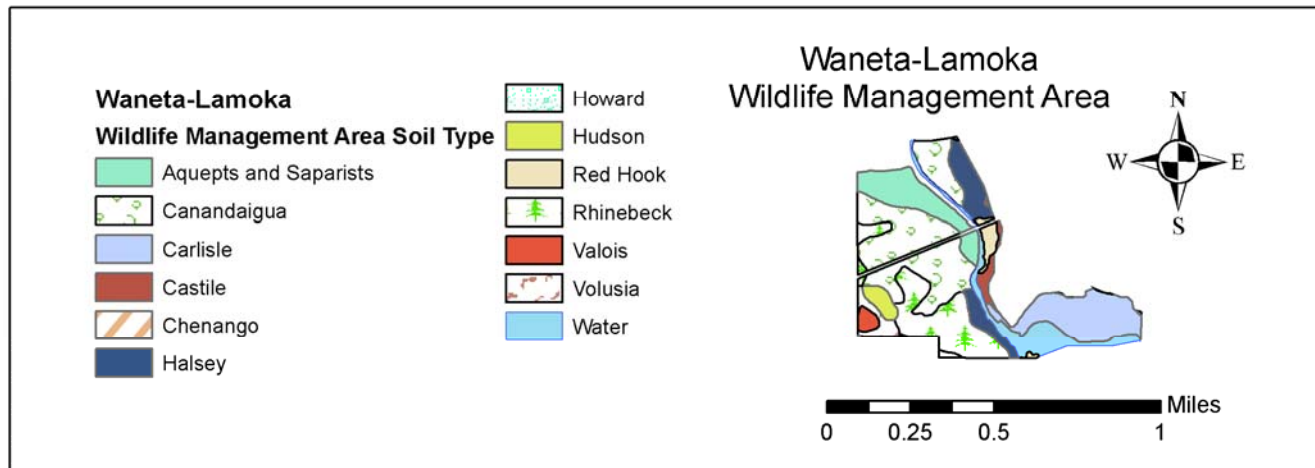 Waneta-Lamoka
Wildlife Management Area Soil Type
Aquepts and Saparists
Canandaigua
Carlisle
Castile
Chenango
Halsey
Howard
Hudson
Red Hook
Rhinebeck
Valois
Volusia
Water
Waneta-Lamoka
Wildlife Management Area
N
W E
S
Miles
0 0.25 0.5 1